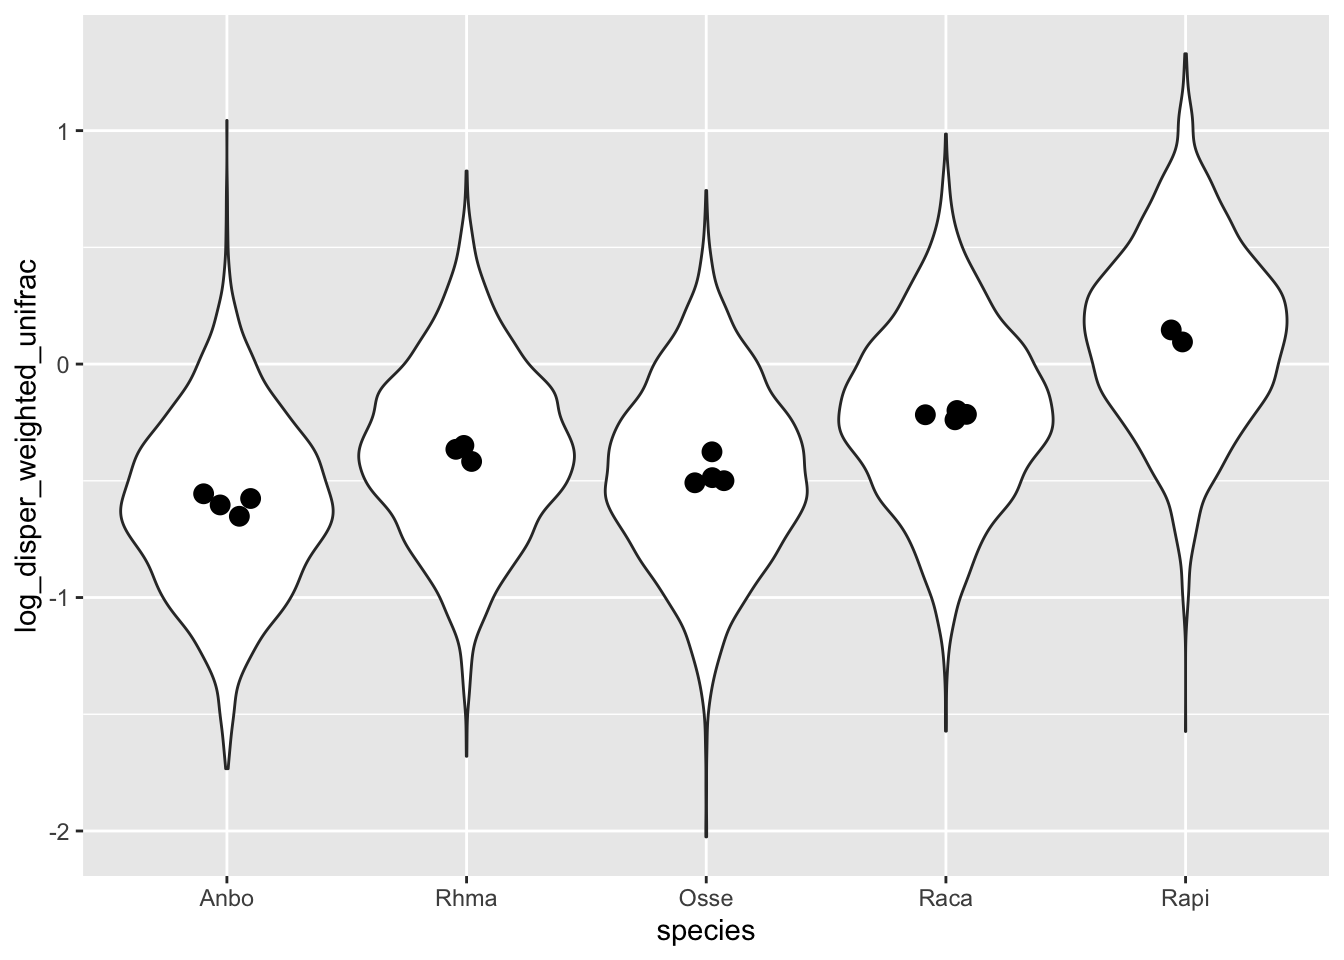 log_disper_weighted_unifrac
1
0
-1
-2
Anbo Rhma Osse Raca Rapi
species